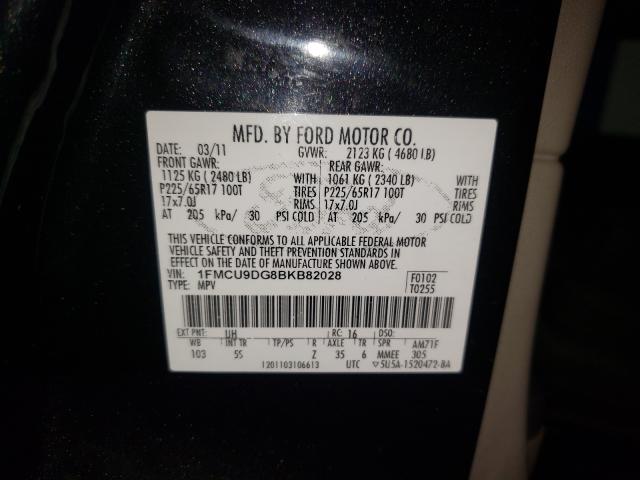 MFD. BY FORD MOTOR CO.
DATE: 03/11 GVWR: 2123 KG ( 4680 LB)
FRONT GAWR: REAR GAWR:
1125 KG ( 2480 LB) WITH 1061 KG ( 2340 LB) WITH
P225/65R17 100T TIRES P225/65R17 100T TIRES
17x7.0J RIMS 17x7.0J RIMS
AT 205 kPa/ 30 PSI COLD AT 205 kPa/ 30 PSI COLD
THIS VEHICLE CONFORMS TO ALL APPLICABLE FEDERAL MOTOR
VEHICLE SAFETY AND THEFT PREVENTION STANDARDS IN
EFFECT ON THE DATE OF MANUFACTURE SHOWN ABOVE.
VIN: 1FMCU9DG8BKB82028 F0102
TYPE: MPV T0255
EXT PNT: UH RC: 16 DSO:
WB INT TR TP/PS R AXLE TR SPR AM71F
103 5S Z 35 6 MMEE 305
1201103106613 UTC ▽5U5A-1520472-BA